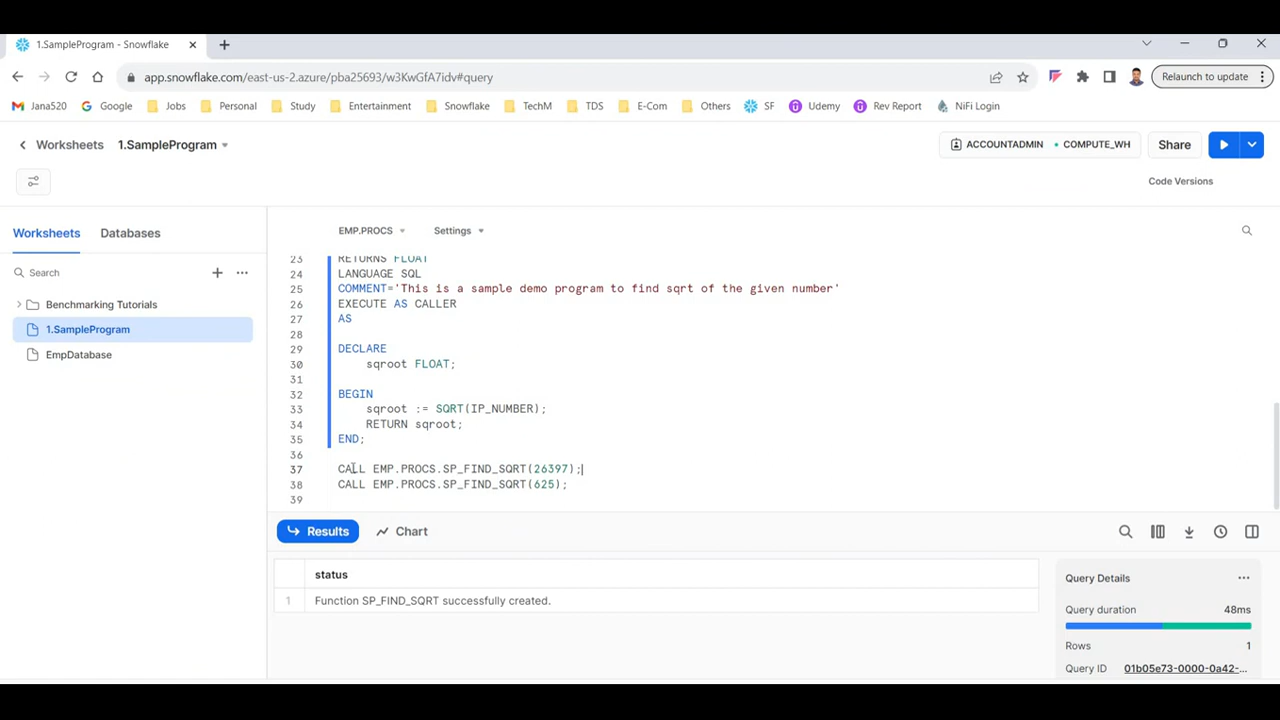 1.SampleProgram - Snowflake
app.snowflake.com/east-us-2.azure/pba25693/w3KwGfA7idv#query
Relaunch to update
Jana520 Google Jobs Personal Study Entertainment Snowflake TechM TDS E-Com Others SF Udemy Rev Report NiFi Login
Worksheets 1.SampleProgram ACCOUNTADMIN COMPUTE_WH Share
Code Versions
Worksheets Databases
Search
Benchmarking Tutorials
1.SampleProgram
EmpDatabase
EMP.PROCS Settings
23 RETURNS FLOAT
24 LANGUAGE SQL
25 COMMENT='This is a sample demo program to find sqrt of the given number'
26 EXECUTE AS CALLER
27 AS
28
29 DECLARE
30 sqroot FLOAT;
31
32 BEGIN
33 sqroot := SQRT(IP_NUMBER);
34 RETURN sqroot;
35 END;
36
37 CALL EMP.PROCS.SP_FIND_SQRT(26397);
38 CALL EMP.PROCS.SP_FIND_SQRT(625);
39
Results Chart
status
1 Function SP_FIND_SQRT successfully created.
Query Details
Query duration 48ms
Rows 1
Query ID 01b05e73-0000-0a42-...